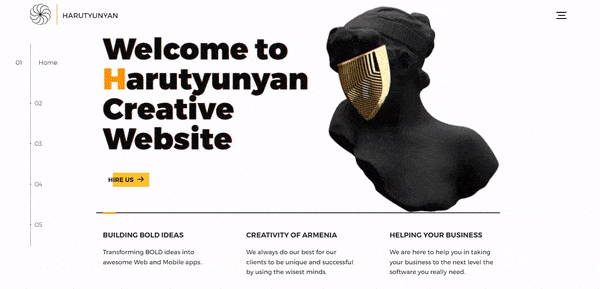 HARUTYUNYAN
01 Home
02
03
04
05
Welcome to
Harutyunyan
Creative
Website
HIRE US →
BUILDING BOLD IDEAS
Transforming BOLD ideas into
awesome Web and Mobile apps.
CREATIVITY OF ARMENIA
We always do our best for our
clients to be unique and successful
by using the wisest minds.
HELPING YOUR BUSINESS
We are here to help you in taking
your business to the next level the
software you really need.